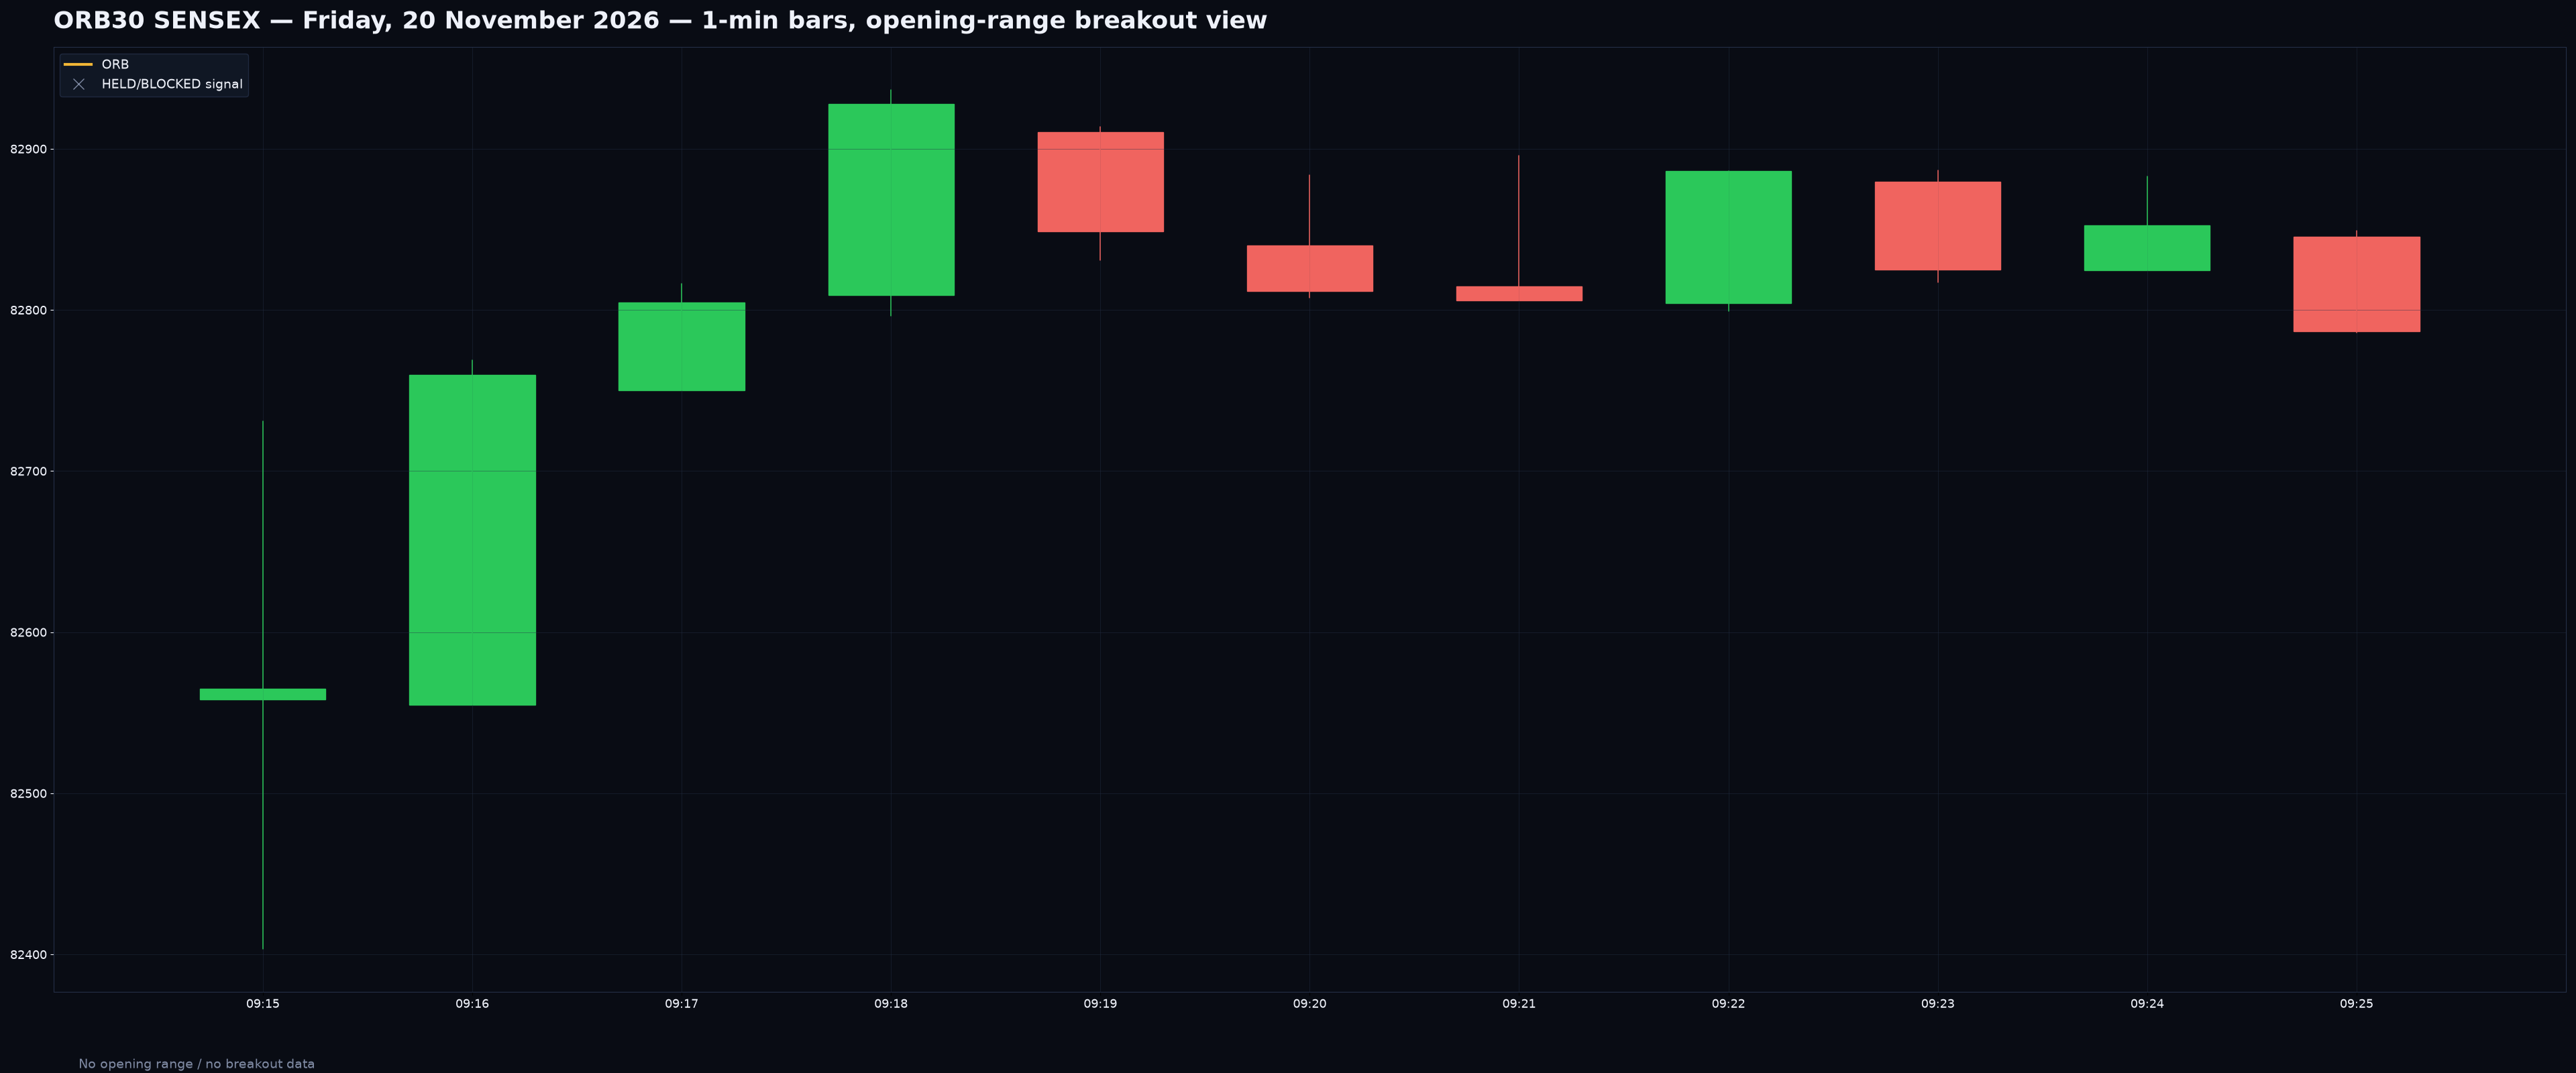 ORB30 SENSEX — Friday, 20 November 2026 — 1-min bars, opening-range breakout view
ORB
HELD/BLOCKED signal
82900
82800
82700
82600
82500
82400
09:15 09:16 09:17 09:18 09:19 09:20 09:21 09:22 09:23 09:24 09:25
No opening range / no breakout data